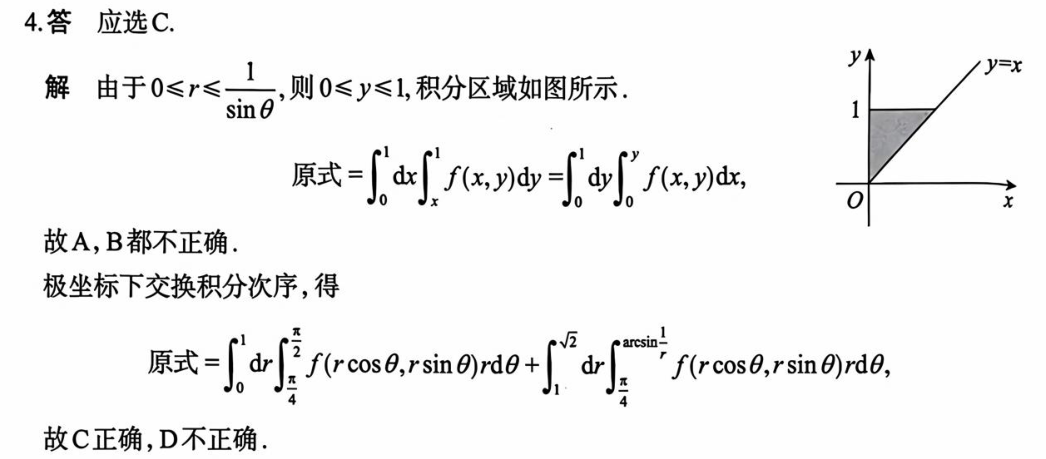 4.答 应选C.
解 由于0≤r≤1/sinθ,则0≤y≤1,积分区域如图所示.
原式=∫₀¹dx∫ₓ¹f(x,y)dy=∫₀¹dy∫₀ʸf(x,y)dx,
故A,B都不正确.
极坐标下交换积分次序,得
原式=∫₀¹dr∫_{π/4}^{π/2}f(rcosθ,rsinθ)rdθ+∫₁^{√2}dr∫_{π/4}^{arcsin 1/r}f(rcosθ,rsinθ)rdθ,
故C正确,D不正确.
y
y=x
1
O
x